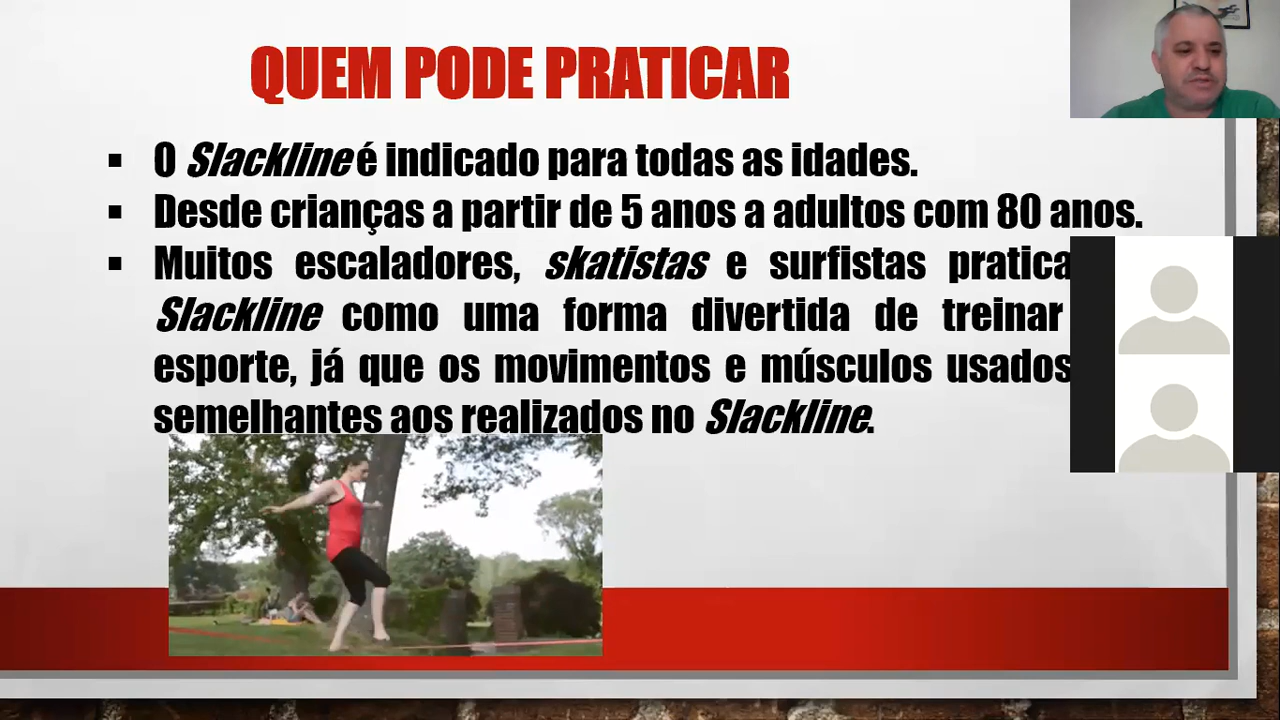 QUEM PODE PRATICAR
▪ O Slackline é indicado para todas as idades.
▪ Desde crianças a partir de 5 anos a adultos com 80 anos.
▪ Muitos escaladores, skatistas e surfistas pratica
Slackline como uma forma divertida de treinar
esporte, já que os movimentos e músculos usados
semelhantes aos realizados no Slackline.